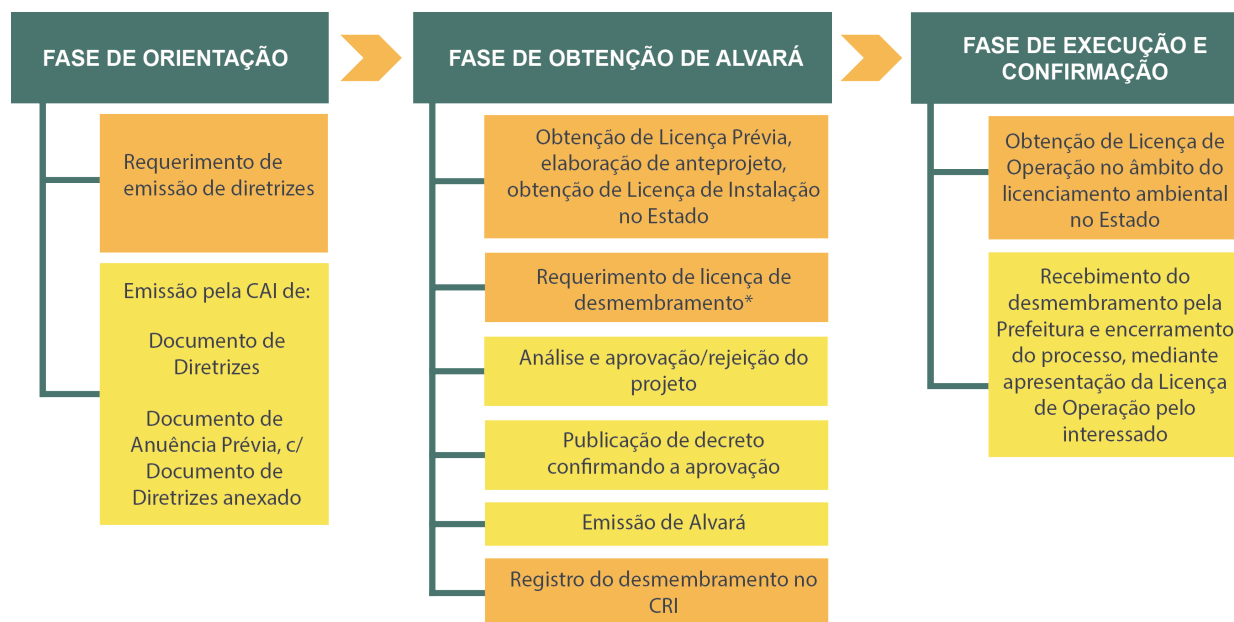 FASE DE ORIENTAÇÃO
Requerimento de
emissão de diretrizes
Emissão pela CAI de:
Documento de
Diretrizes
Documento de
Anuência Prévia, c/
Documento de
Diretrizes anexado
FASE DE OBTENÇÃO DE ALVARÁ
Obtenção de Licença Prévia,
elaboração de anteprojeto,
obtenção de Licença de Instalação
no Estado
Requerimento de licença de
desmembramento*
Análise e aprovação/rejeição do
projeto
Publicação de decreto
confirmando a aprovação
Emissão de Alvará
Registro do desmembramento no
CRI
FASE DE EXECUÇÃO E
CONFIRMAÇÃO
Obtenção de Licença de
Operação no âmbito do
licenciamento ambiental
no Estado
Recebimento do
desmembramento pela
Prefeitura e encerramento
do processo, mediante
apresentação da Licença
de Operação pelo
interessado